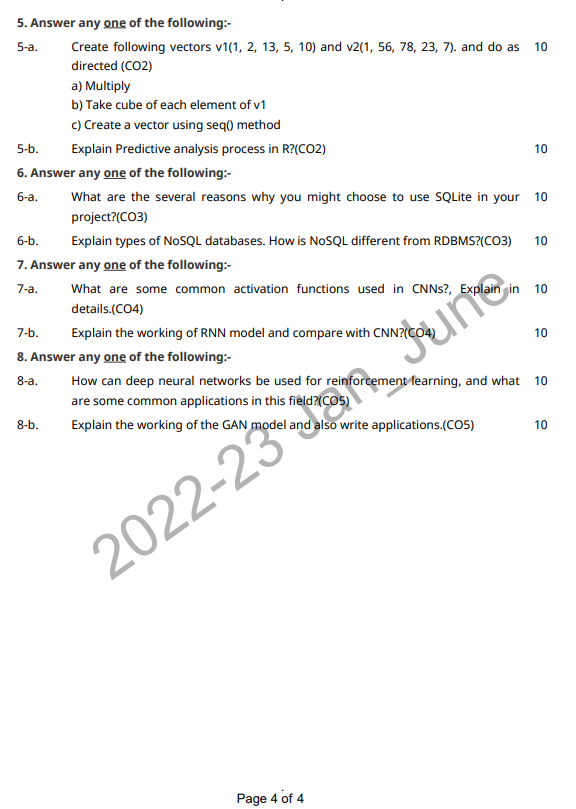 5. Answer any one of the following:-
5-a. Create following vectors v1(1, 2, 13, 5, 10) and v2(1, 56, 78, 23, 7). and do as 10
directed (CO2)
a) Multiply
b) Take cube of each element of v1
c) Create a vector using seq() method
5-b. Explain Predictive analysis process in R?(CO2) 10
6. Answer any one of the following:-
6-a. What are the several reasons why you might choose to use SQLite in your 10
project?(CO3)
6-b. Explain types of NoSQL databases. How is NoSQL different from RDBMS?(CO3) 10
7. Answer any one of the following:-
7-a. What are some common activation functions used in CNNs?, Explain in 10
details.(CO4)
7-b. Explain the working of RNN model and compare with CNN?(CO4) 10
8. Answer any one of the following:-
8-a. How can deep neural networks be used for reinforcement learning, and what 10
are some common applications in this field?(CO5)
8-b. Explain the working of the GAN model and also write applications.(CO5) 10
2022-23 Jan_June
Page 4 of 4